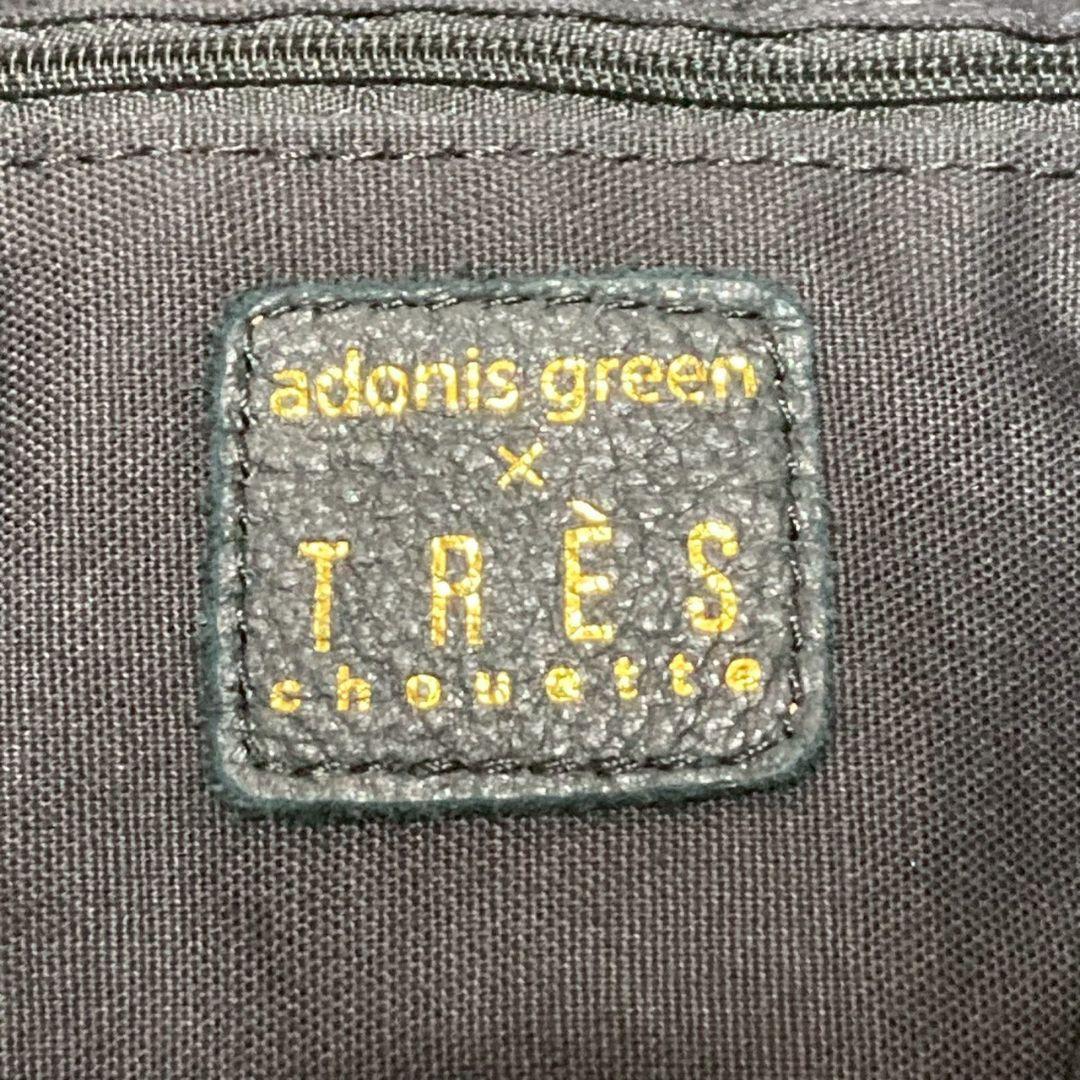 adonis green
×
TRÈS
chouette